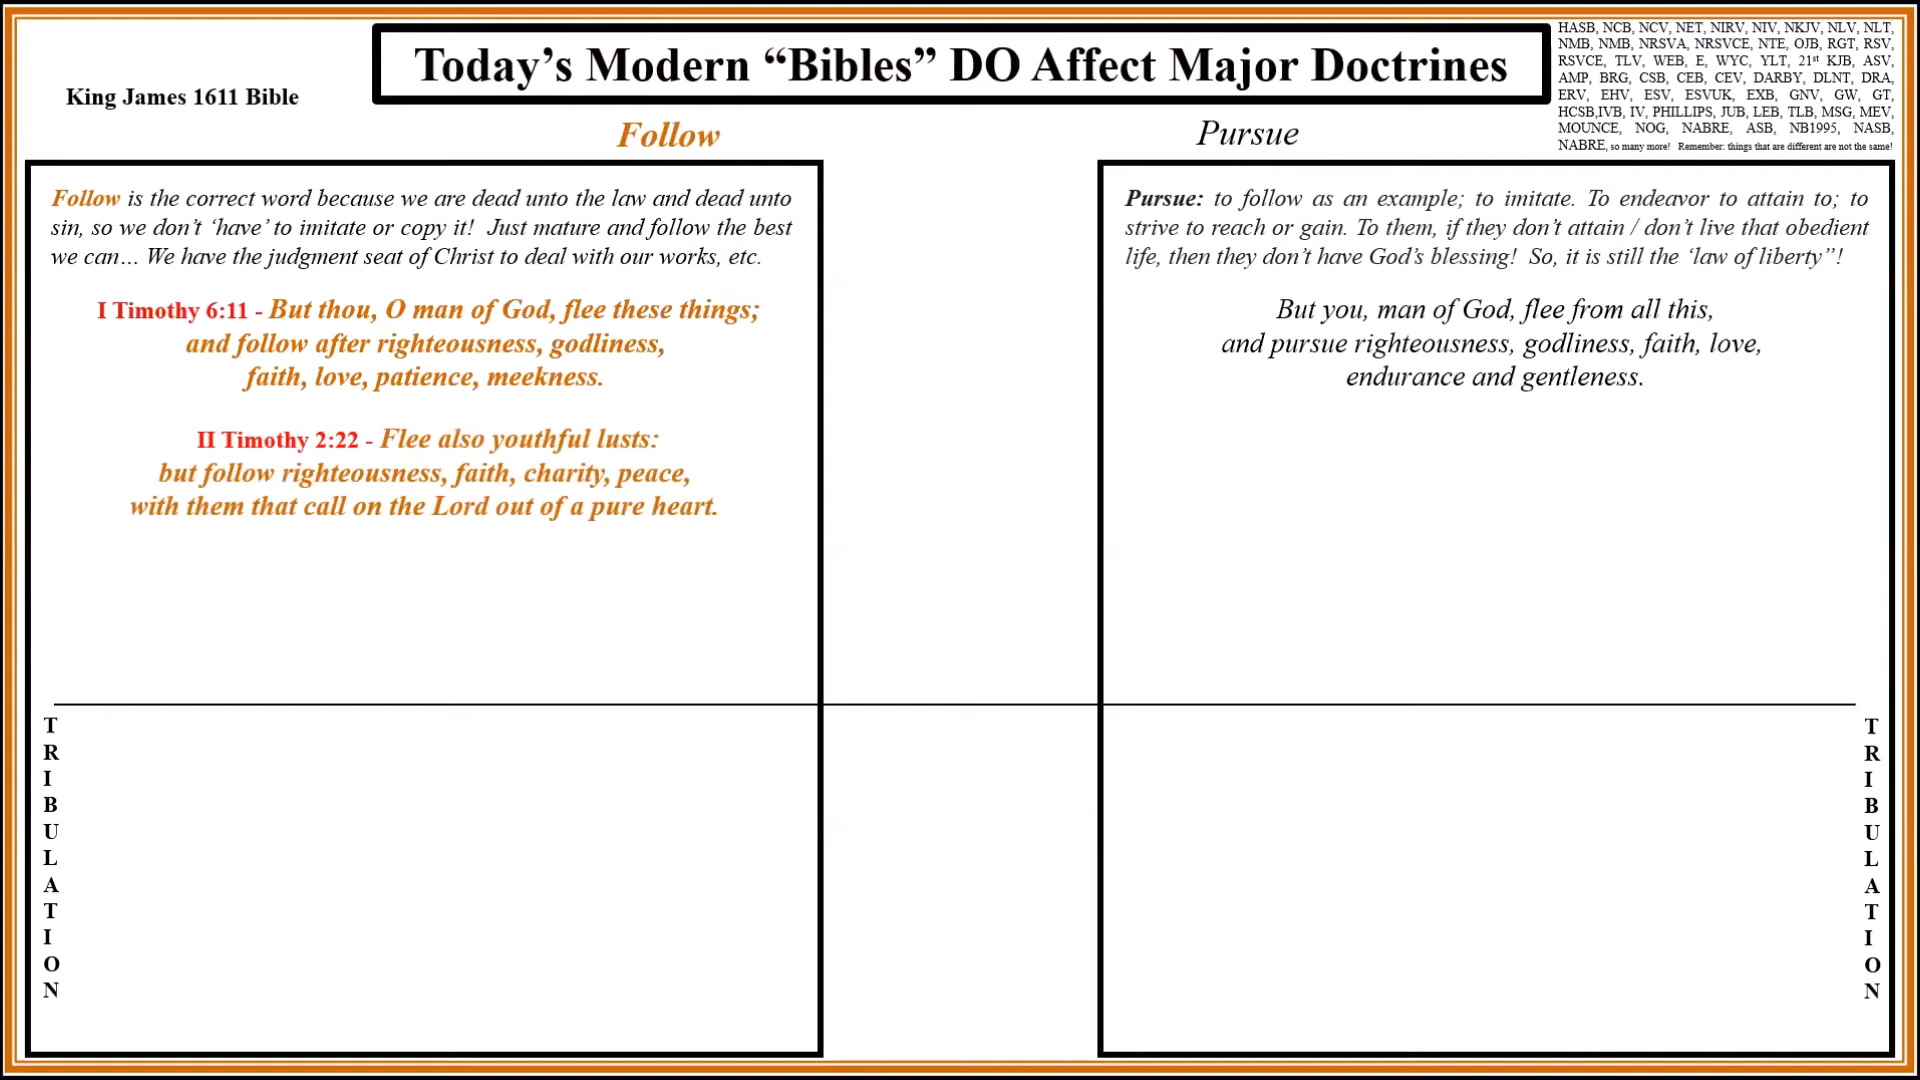 Today’s Modern “Bibles” DO Affect Major Doctrines
King James 1611 Bible
HASB, NCB, NCV, NET, NIRV, NIV, NKJV, NLV, NLT,
NMB, NMB, NRSVA, NRSVCE, NTE, OJB, RGT, RSV,
RSVCE, TLV, WEB, E, WYC, YLT, 21st KJB, ASV,
AMP, BRG, CSB, CEB, CEV, DARBY, DLNT, DRA,
ERV, EHV, ESV, ESVUK, EXB, GNV, GW, GT,
HCSB,IVB, IV, PHILLIPS, JUB, LEB, TLB, MSG, MEV,
MOUNCE, NOG, NABRE, ASB, NB1995, NASB,
NABRE, so many more! Remember: things that are different are not the same!
Follow
Follow is the correct word because we are dead unto the law and dead unto
sin, so we don’t ‘have’ to imitate or copy it! Just mature and follow the best
we can… We have the judgment seat of Christ to deal with our works, etc.
I Timothy 6:11 - But thou, O man of God, flee these things;
and follow after righteousness, godliness,
faith, love, patience, meekness.
II Timothy 2:22 - Flee also youthful lusts:
but follow righteousness, faith, charity, peace,
with them that call on the Lord out of a pure heart.
T
R
I
B
U
L
A
T
I
O
N
Pursue
Pursue: to follow as an example; to imitate. To endeavor to attain to; to
strive to reach or gain. To them, if they don’t attain / don’t live that obedient
life, then they don’t have God’s blessing! So, it is still the ‘law of liberty”!
But you, man of God, flee from all this,
and pursue righteousness, godliness, faith, love,
endurance and gentleness.
T
R
I
B
U
L
A
T
I
O
N